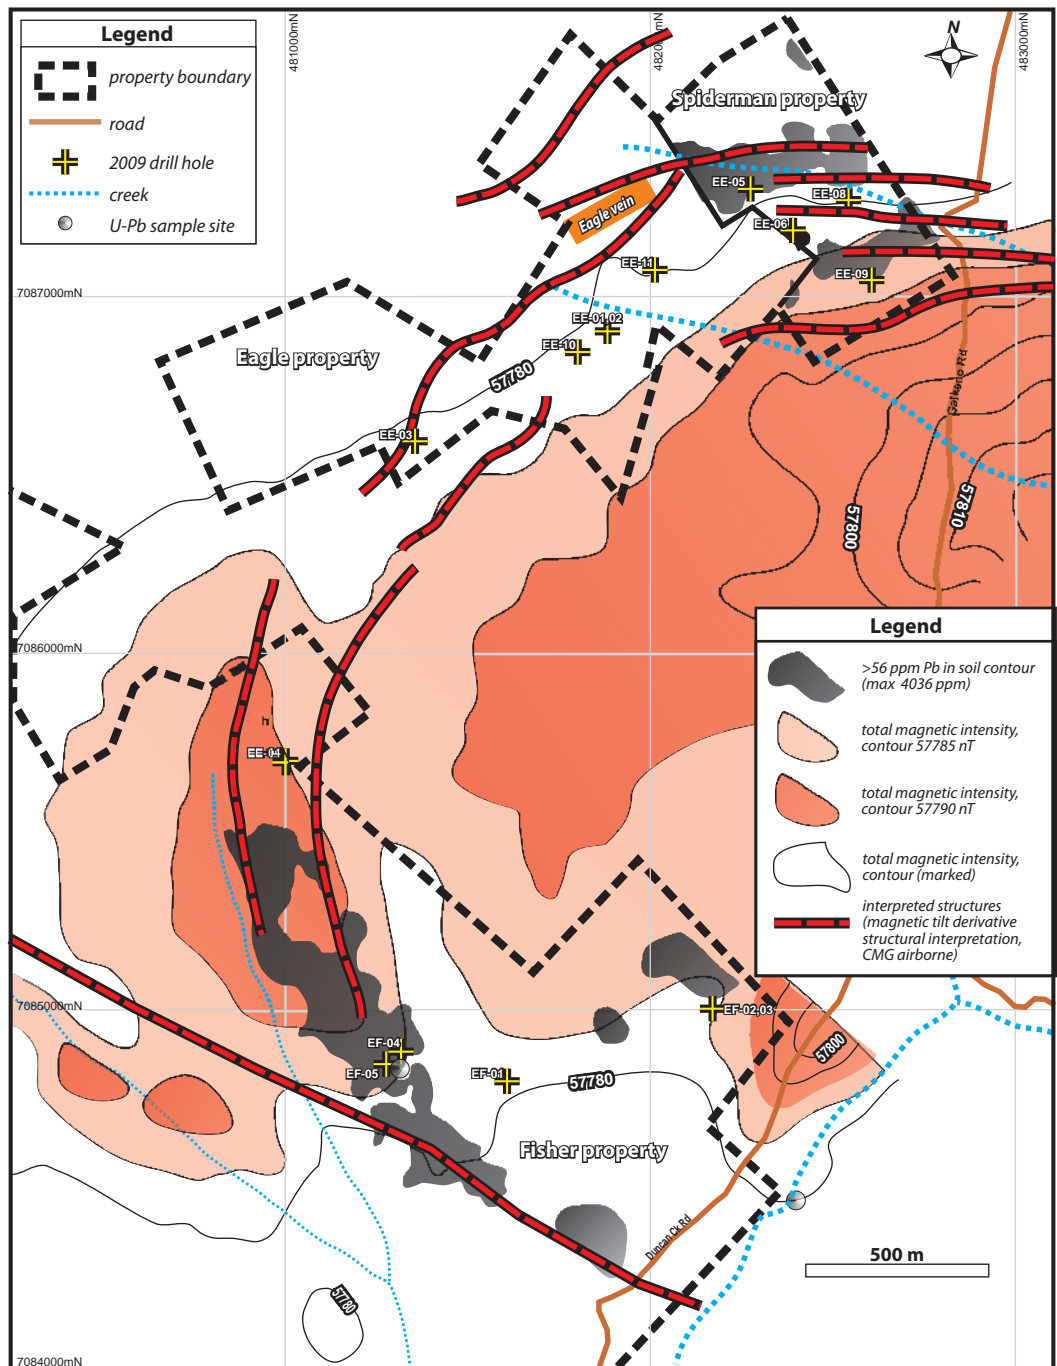 Legend
property boundary
road
2009 drill hole
creek
U-Pb sample site
481000mN
482000mN
483000mN
N
Spiderman property
EE-05
EE-08
Eagle vein
EE-06
EE-11
EE-09
7087000mN
EE-01,02
EE-10
Eagle property
57780
Galkeno Rd
EE-03
57800
57810
7086000mN
Legend
>56 ppm Pb in soil contour
(max 4036 ppm)
total magnetic intensity,
contour 57785 nT
total magnetic intensity,
contour 57790 nT
total magnetic intensity,
contour (marked)
interpreted structures
(magnetic tilt derivative
structural interpretation,
CMG airborne)
h
EE-04
7085000mN
EF-02,03
57800
EF-04
EF-05
EF-01
57780
Fisher property
Duncan Ck Rd
500 m
57780
7084000mN